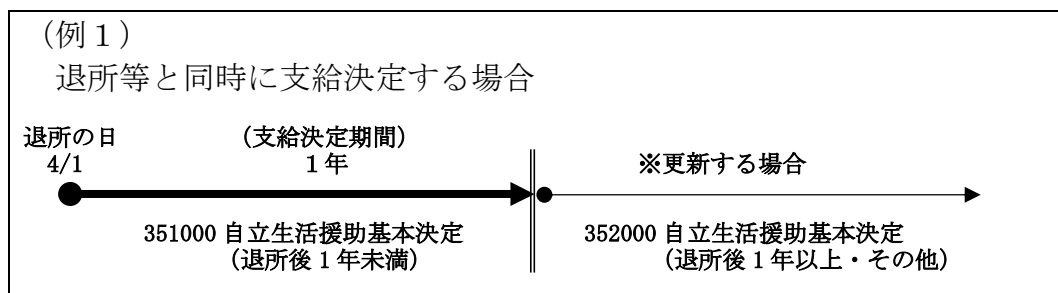 （例１）
退所等と同時に支給決定する場合
退所の日
4/1
(支給決定期間)
１年
※更新する場合
351000 自立生活援助基本決定
(退所後１年未満)
352000 自立生活援助基本決定
(退所後１年以上・その他)